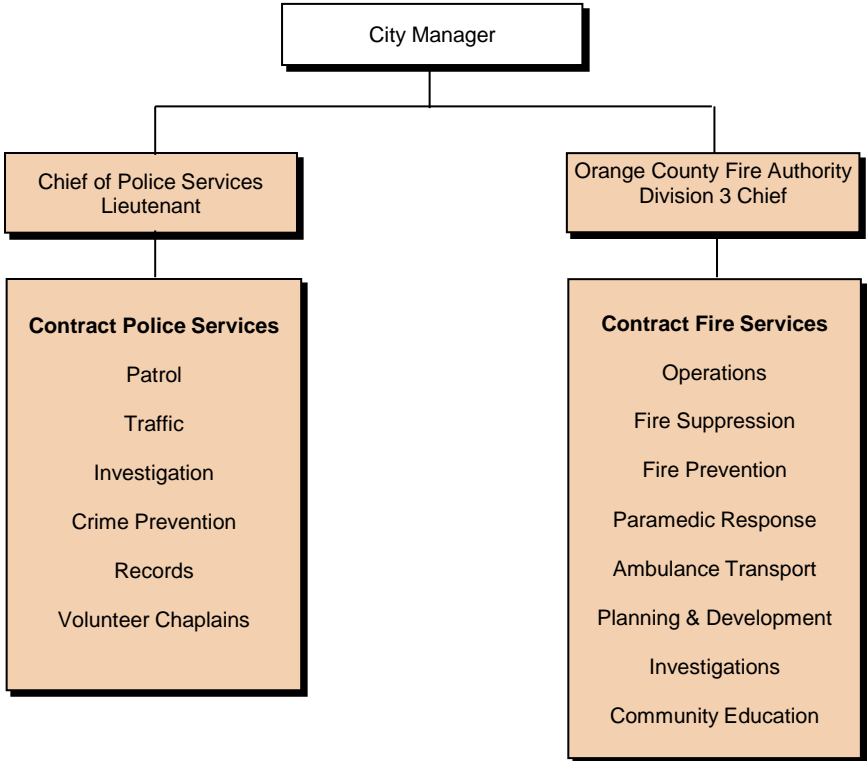 City Manager
Chief of Police Services
Lieutenant
Orange County Fire Authority
Division 3 Chief
Contract Police Services
Patrol
Traffic
Investigation
Crime Prevention
Records
Volunteer Chaplains
Contract Fire Services
Operations
Fire Suppression
Fire Prevention
Paramedic Response
Ambulance Transport
Planning & Development
Investigations
Community Education